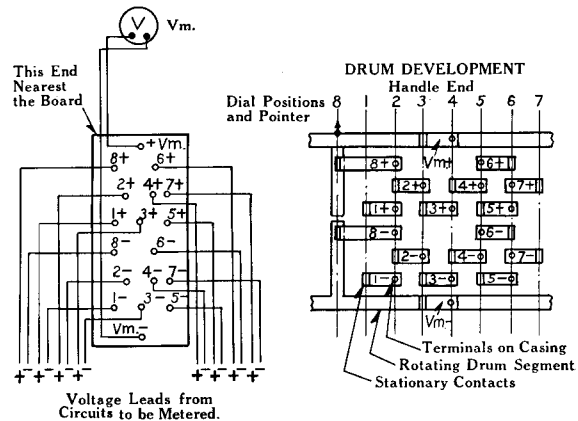 V
Vm.
This End
Nearest
the Board
+ Vm.
8+ 6+
2+ 4+ 7+
1+ 3+ 5+
8- 6-
2- 4- 7-
1- 3- 5-
Vm.-
+ - + - + - + - + - + - + - + -
Voltage Leads from
Circuits to be Metered.
DRUM DEVELOPMENT
Handle End
Dial Positions
and Pointer
8 1 2 3 4 5 6 7
Vm+
8+ 6+
2+ 4+ 7+
1+ 3+ 5+
8- 6-
2- 4- 7-
1- 3- 5-
Vm-
Terminals on Casing
Rotating Drum Segment
Stationary Contacts